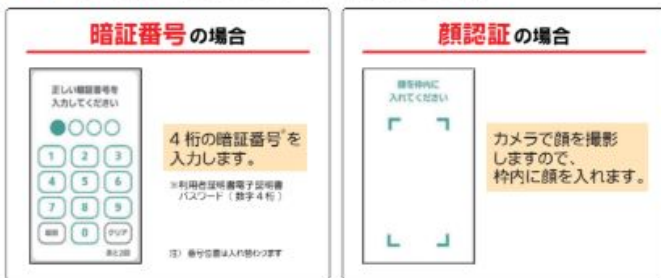 暗証番号の場合
正しい暗証番号を
入力してください
1 2 3
4 5 6
7 8 9
0 クリア
あと2回
4桁の暗証番号※を
入力します。
※利用者証明書電子証明書
パスワード（数字4桁）
注）番号位置は入れ替わります
顔認証の場合
顔を枠内に
入れてください
カメラで顔を撮影
しますので、
枠内に顔を入れます。